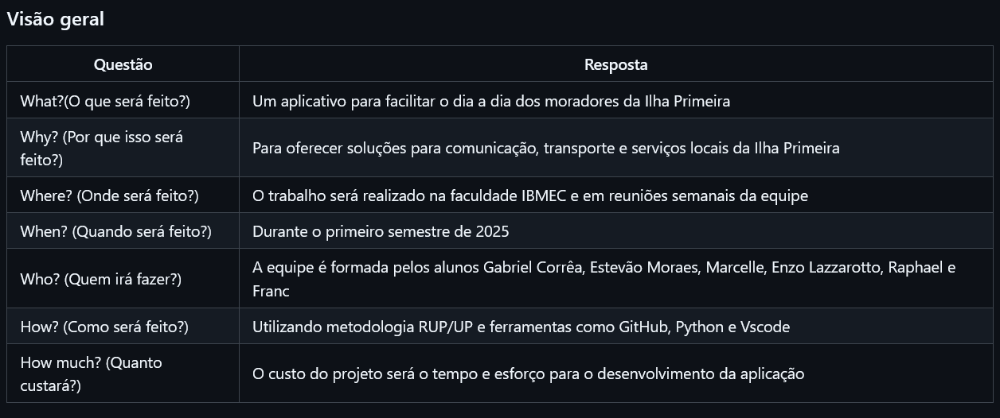 Visão geral
Questão Resposta
What?(O que será feito?) Um aplicativo para facilitar o dia a dia dos moradores da Ilha Primeira
Why? (Por que isso será
feito?) Para oferecer soluções para comunicação, transporte e serviços locais da Ilha Primeira
Where? (Onde será feito?) O trabalho será realizado na faculdade IBMEC e em reuniões semanais da equipe
When? (Quando será feito?) Durante o primeiro semestre de 2025
Who? (Quem irá fazer?) A equipe é formada pelos alunos Gabriel Corrêa, Estevão Moraes, Marcelle, Enzo Lazzarotto, Raphael e
Franc
How? (Como será feito?) Utilizando metodologia RUP/UP e ferramentas como GitHub, Python e Vscode
How much? (Quanto
custará?) O custo do projeto será o tempo e esforço para o desenvolvimento da aplicação